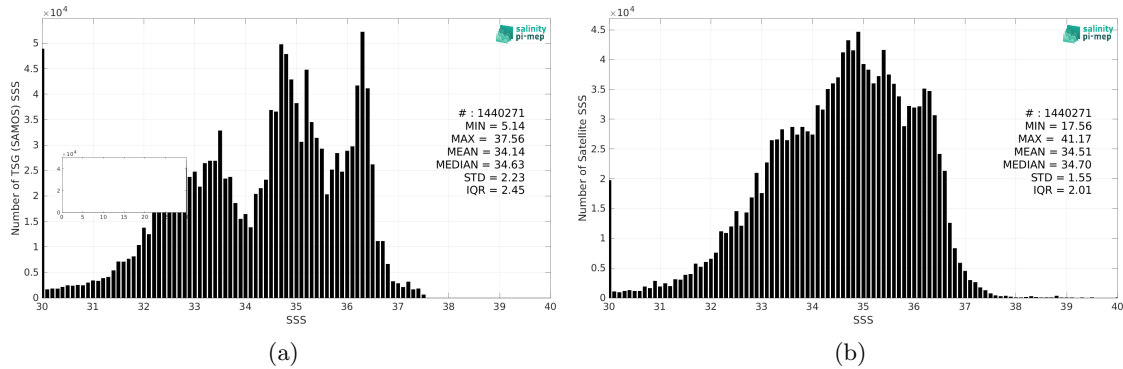 ×10^4
5
4.5
4
3.5
3
2.5
2
1.5
1
0.5
0
30 31 32 33 34 35 36 37 38 39 40
SSS
Number of TSG (SAMOS) SSS
×10^4
4
2
0
0 5 10 15 20
salinity
pi-mep
# : 1440271
MIN = 5.14
MAX = 37.56
MEAN = 34.14
MEDIAN = 34.63
STD = 2.23
IQR = 2.45
(a)
×10^4
4.5
4
3.5
3
2.5
2
1.5
1
0.5
0
30 31 32 33 34 35 36 37 38 39 40
SSS
Number of Satellite SSS
salinity
pi-mep
# : 1440271
MIN = 17.56
MAX = 41.17
MEAN = 34.51
MEDIAN = 34.70
STD = 1.55
IQR = 2.01
(b)